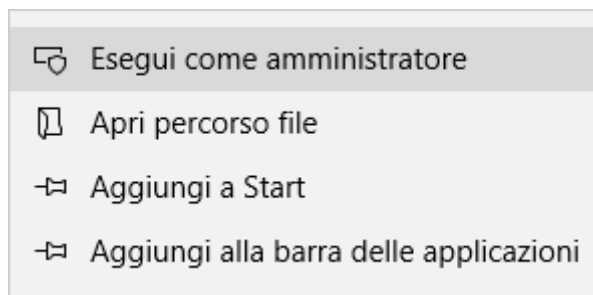 Esegui come amministratore
Apri percorso file
Aggiungi a Start
Aggiungi alla barra delle applicazioni